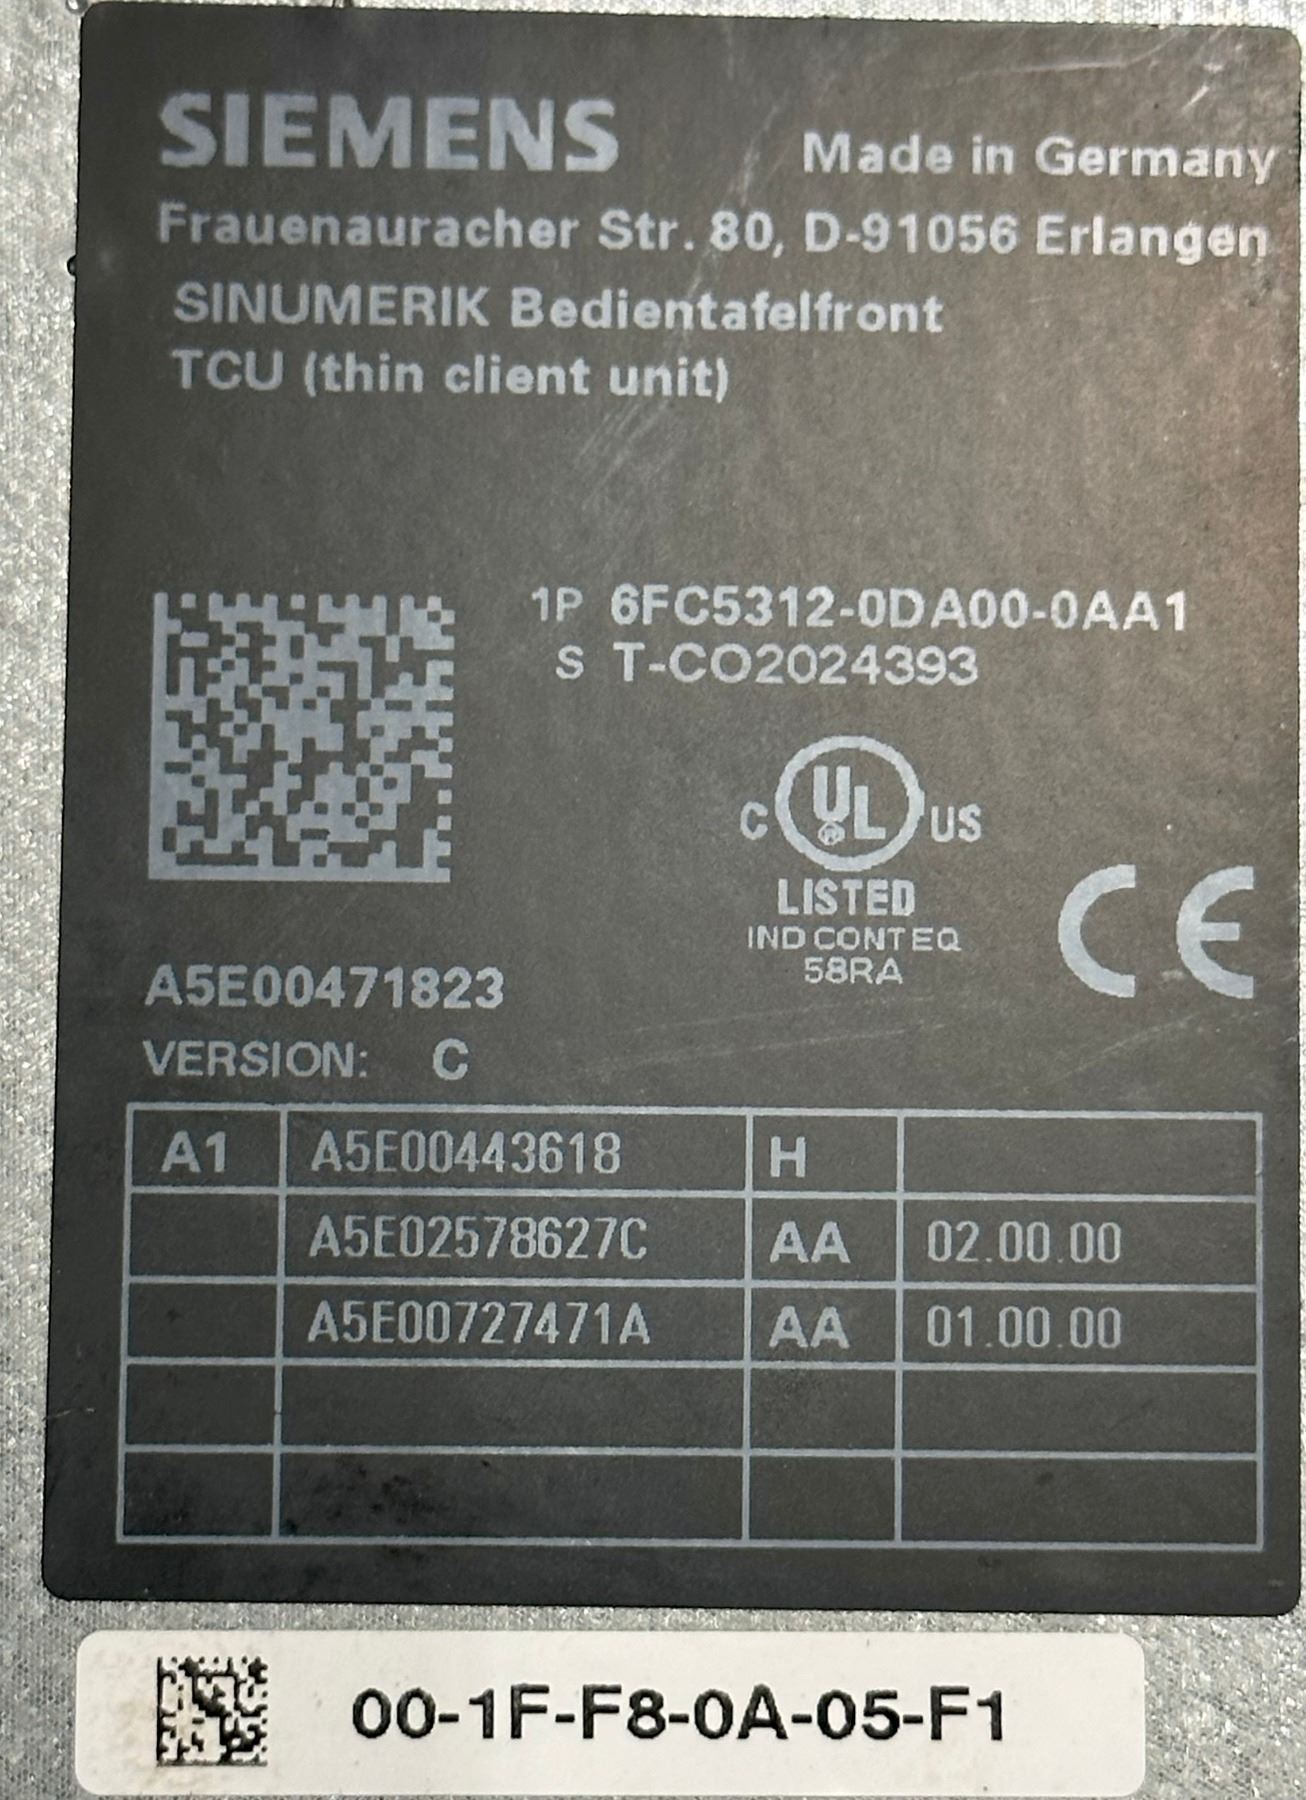 SIEMENS
Made in Germany
Frauenauracher Str. 80, D-91056 Erlangen
SINUMERIK Bedientafelfront
TCU (thin client unit)
1P 6FC5312-0DA00-0AA1
S T-CO2024393
C UL US
LISTED
IND CONT EQ
58RA
CE
A5E00471823
VERSION: C
A1 A5E00443618 H
A5E02578627C AA 02.00.00
A5E00727471A AA 01.00.00
00-1F-F8-0A-05-F1